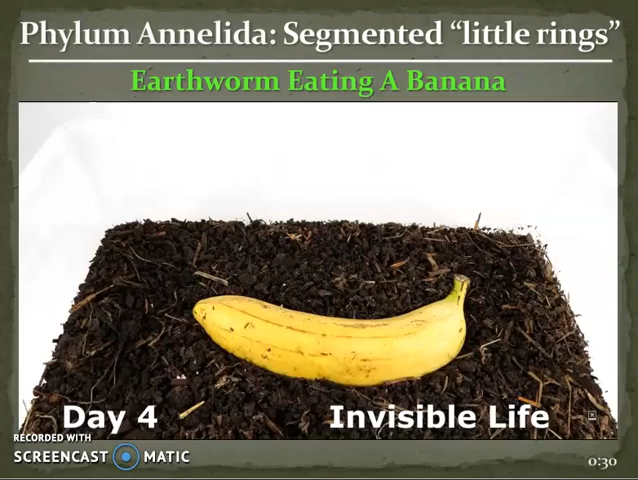 Phylum Annelida: Segmented “little rings”
Earthworm Eating A Banana
Day 4
Invisible Life
RECORDED WITH
SCREENCAST MATIC
0:30